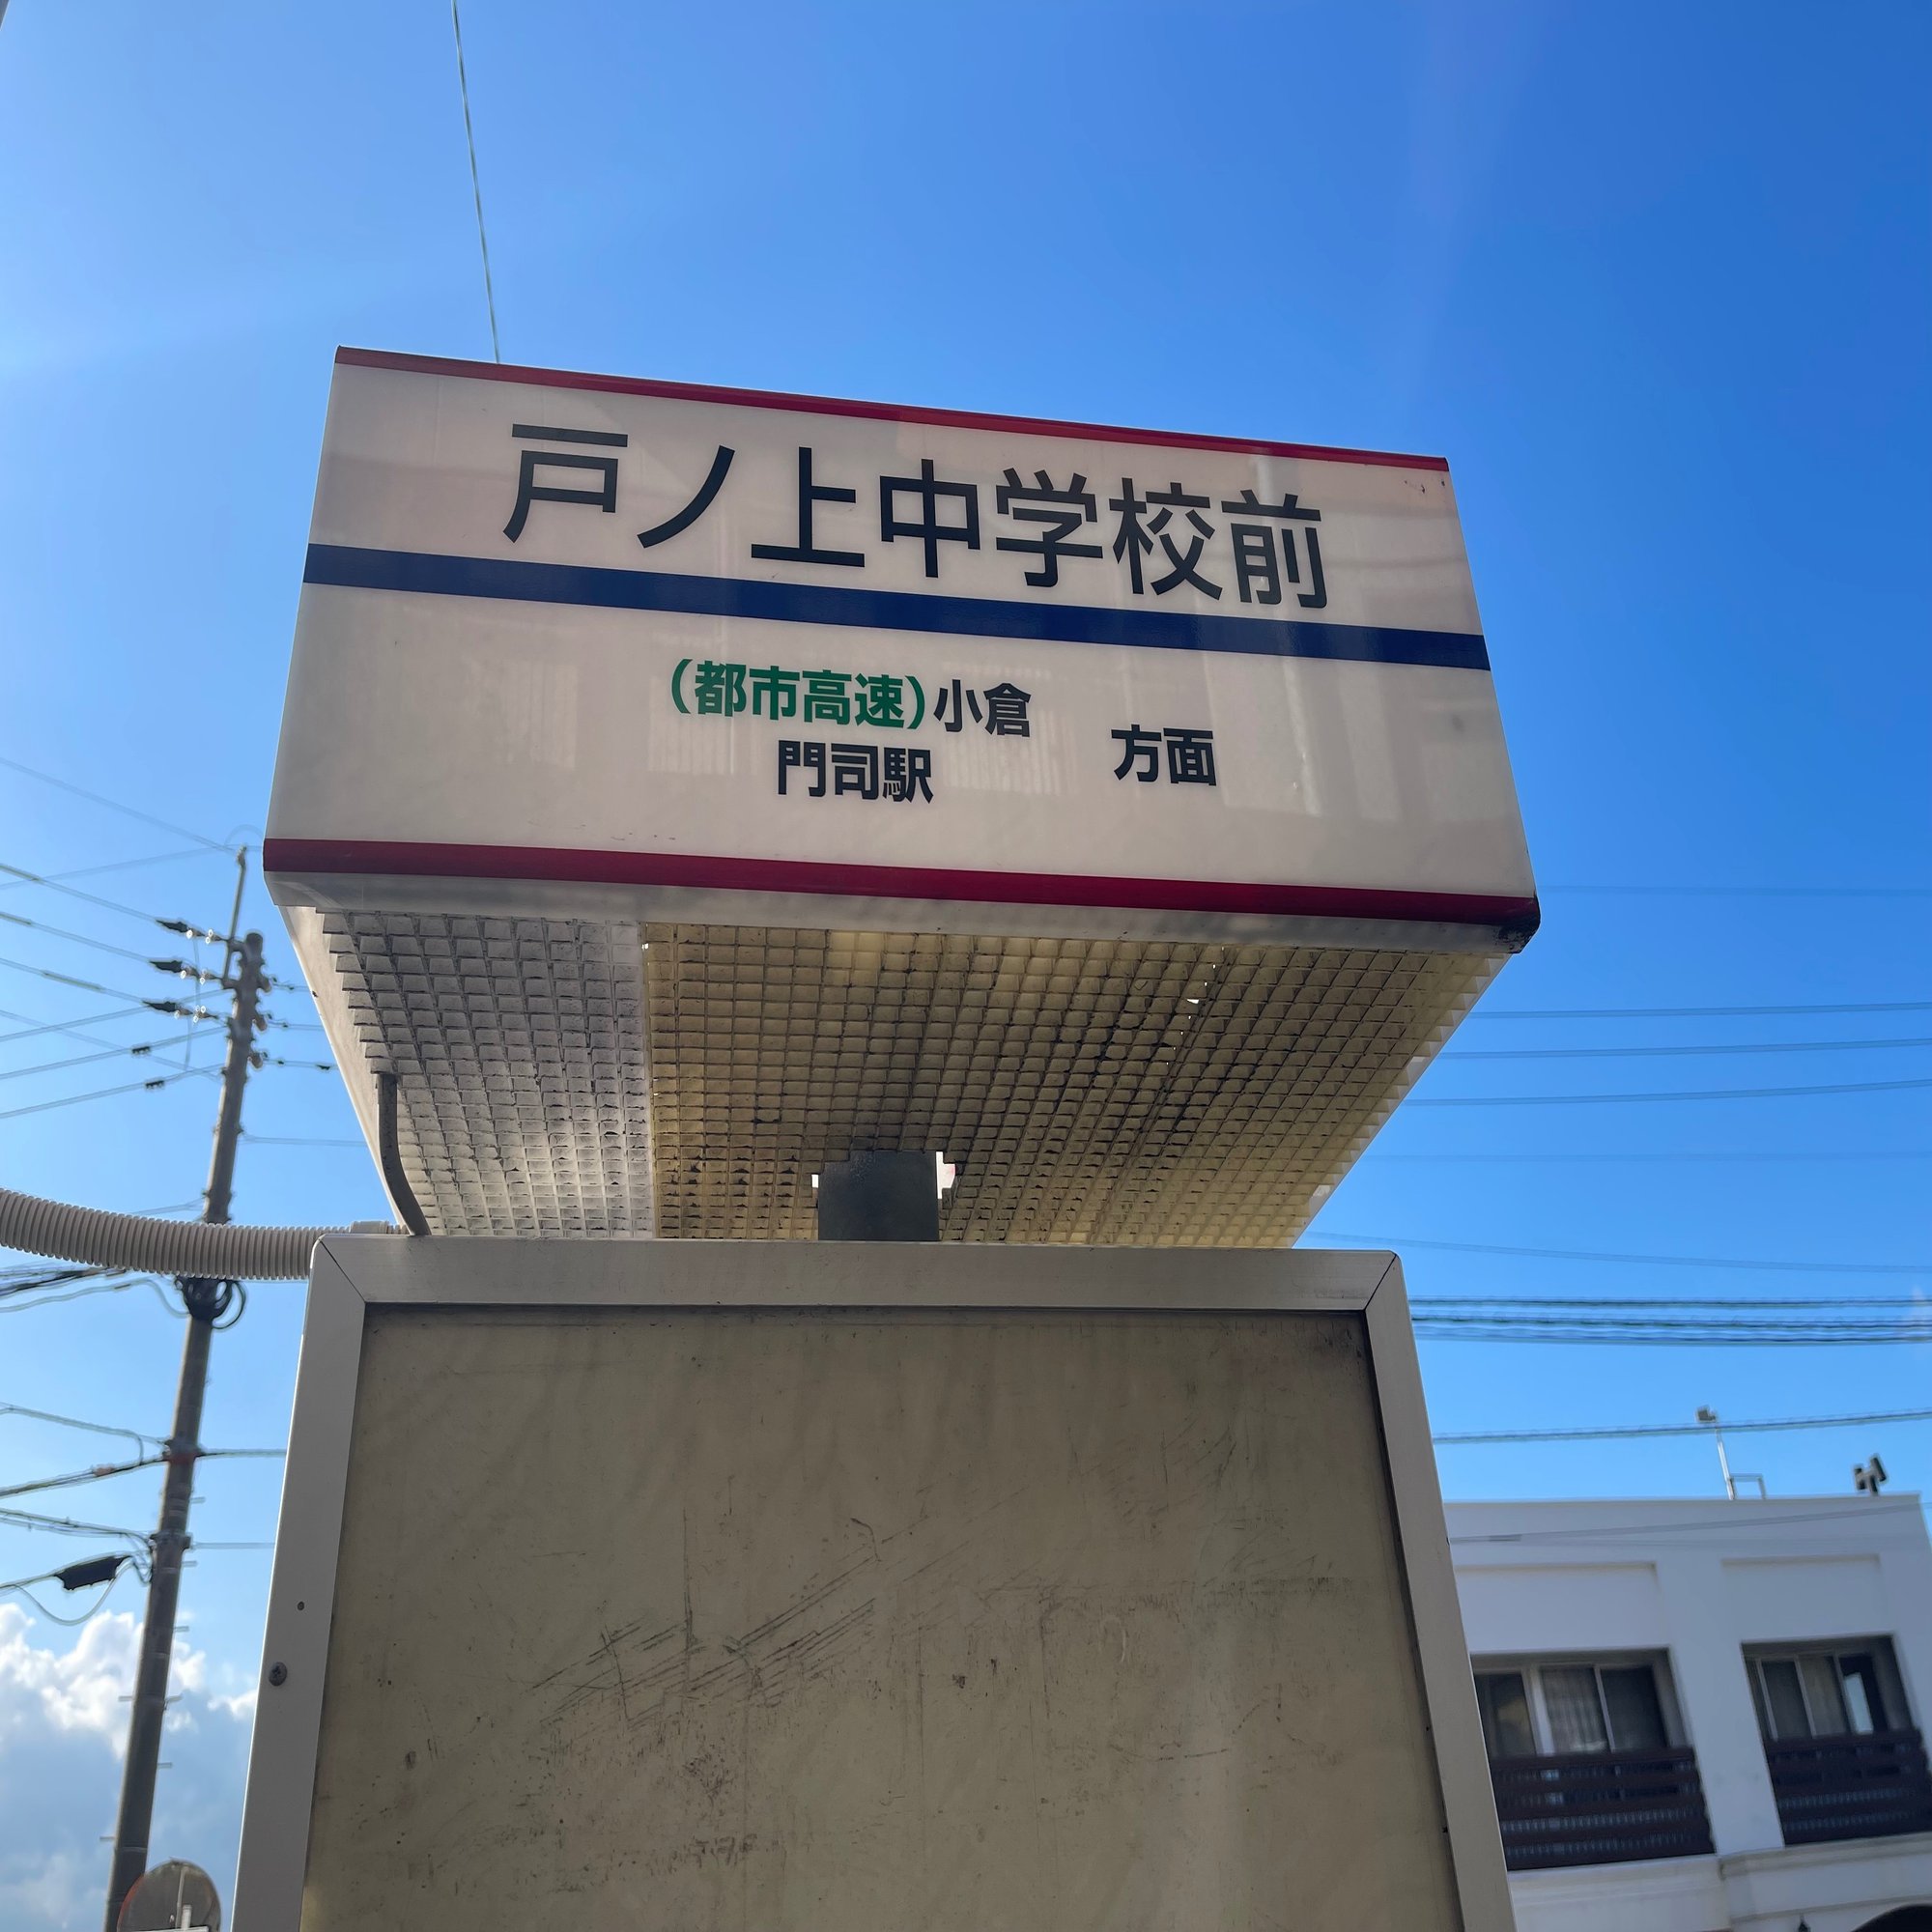 戸ノ上中学校前
(都市高速)小倉
門司駅
方面